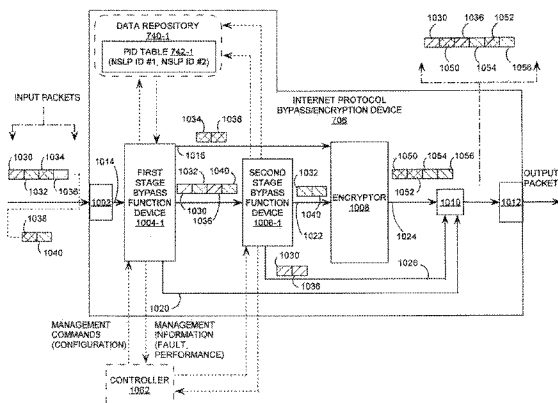 DATA REPOSITORY
740-1
PID TABLE 742-1
(NSLP ID #1, NSLP ID #2)
1030 1036 1052
1050 1054 1056
INTERNET PROTOCOL
BYPASS/ENCRYPTION DEVICE
706
INPUT PACKETS
1030 1034
1032 1036
1038
1040
1014
1002
FIRST
STAGE
BYPASS
FUNCTION
DEVICE
1004-1
1034 1038
1016
1032 1040
1030 1036
SECOND
STAGE
BYPASS
FUNCTION
DEVICE
1006-1
1032
1040
1022
ENCRYPTOR
1008
1050 1054 1056
1052
1024
1010
1012
OUTPUT
PACKET
1030
1036
1026
1020
MANAGEMENT
COMMANDS
(CONFIGURATION)
MANAGEMENT
INFORMATION
(FAULT,
PERFORMANCE)
CONTROLLER
1062